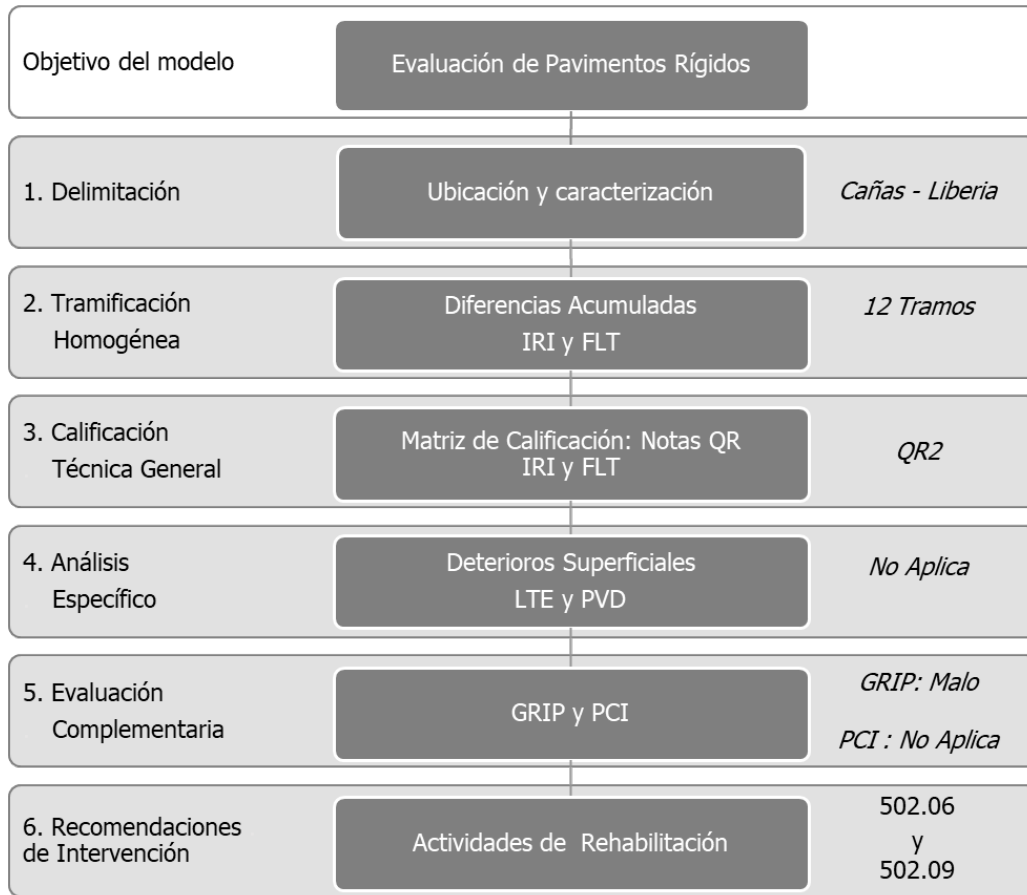 Objetivo del modelo
Evaluación de Pavimentos Rígidos
1. Delimitación
Ubicación y caracterización
Cañas - Liberia
2. Tramificación
Homogénea
Diferencias Acumuladas
IRI y FLT
12 Tramos
3. Calificación
Técnica General
Matriz de Calificación: Notas QR
IRI y FLT
QR2
4. Análisis
Específico
Deterioros Superficiales
LTE y PVD
No Aplica
5. Evaluación
Complementaria
GRIP y PCI
GRIP: Malo
PCI : No Aplica
6. Recomendaciones
de Intervención
Actividades de Rehabilitación
502.06
y
502.09